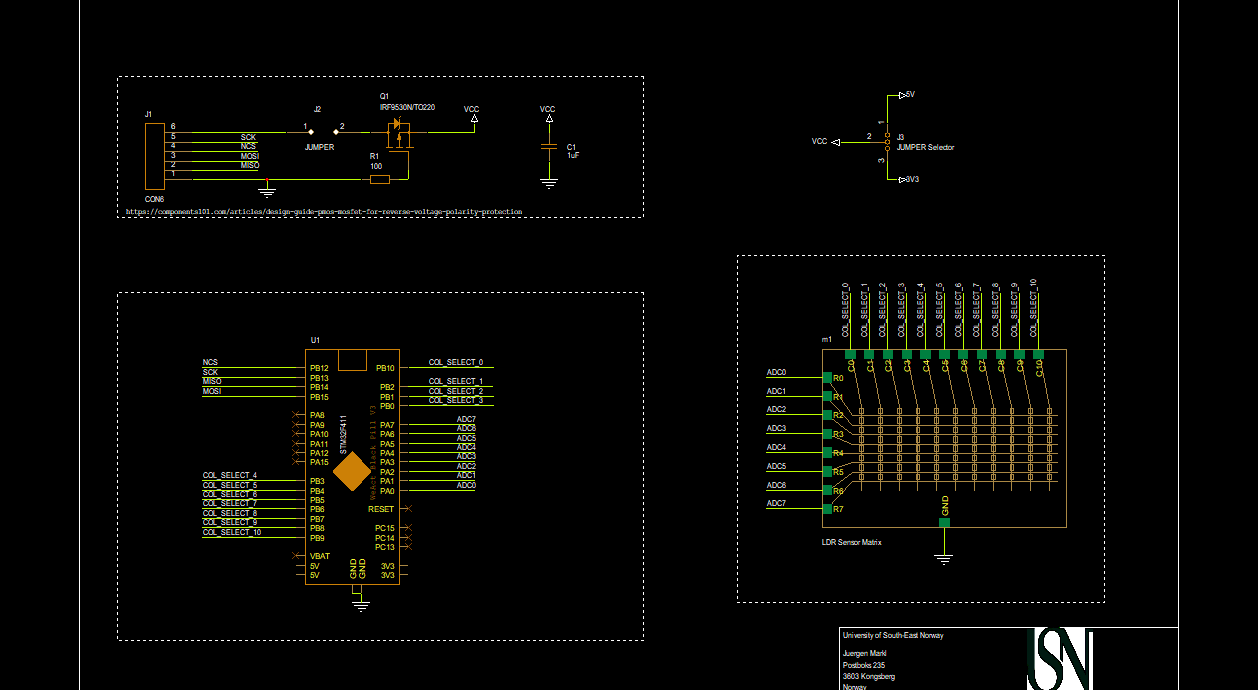 J1
6
5
4
3
2
1
CON6
SCK
NCS
MOSI
MISO
J2
1
2
JUMPER
Q1
IRF9530N/TO220
R1
100
VCC
VCC
C1
1uF
https://components101.com/articles/design-guide-pmos-mosfet-for-reverse-voltage-polarity-protection
5V
1
VCC
2
J3
JUMPER Selector
3
3V3
U1
NCS
SCK
MISO
MOSI
PB12
PB13
PB14
PB15
PA8
PA9
PA10
PA11
PA12
PA15
COL_SELECT_4
COL_SELECT_5
COL_SELECT_6
COL_SELECT_7
COL_SELECT_8
COL_SELECT_9
COL_SELECT_10
PB3
PB4
PB5
PB6
PB7
PB8
PB9
VBAT
5V
5V
STM32F411
WeAct Black Pill V3
GND
GND
PB10
PB2
PB1
PB0
PA7
PA6
PA5
PA4
PA3
PA2
PA1
PA0
RESET
PC15
PC14
PC13
3V3
3V3
COL_SELECT_0
COL_SELECT_1
COL_SELECT_2
COL_SELECT_3
ADC7
ADC6
ADC5
ADC4
ADC3
ADC2
ADC1
ADC0
COL_SELECT_0
COL_SELECT_1
COL_SELECT_2
COL_SELECT_3
COL_SELECT_4
COL_SELECT_5
COL_SELECT_6
COL_SELECT_7
COL_SELECT_8
COL_SELECT_9
COL_SELECT_10
m1
C0
C1
C2
C3
C4
C5
C6
C7
C8
C9
C10
ADC0
ADC1
ADC2
ADC3
ADC4
ADC5
ADC6
ADC7
R0
R1
R2
R3
R4
R5
R6
R7
GND
LDR Sensor Matrix
University of South-East Norway
Juergen Markl
Postboks 235
3603 Kongsberg
Norway
USN